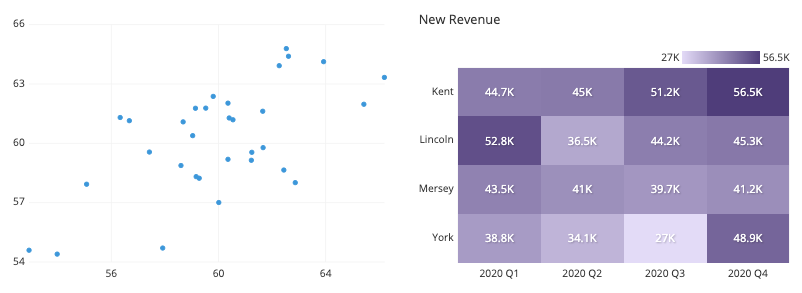 66
63
60
57
54
56 60 64
New Revenue
27K 56.5K
Kent 44.7K 45K 51.2K 56.5K
Lincoln 52.8K 36.5K 44.2K 45.3K
Mersey 43.5K 41K 39.7K 41.2K
York 38.8K 34.1K 27K 48.9K
2020 Q1 2020 Q2 2020 Q3 2020 Q4